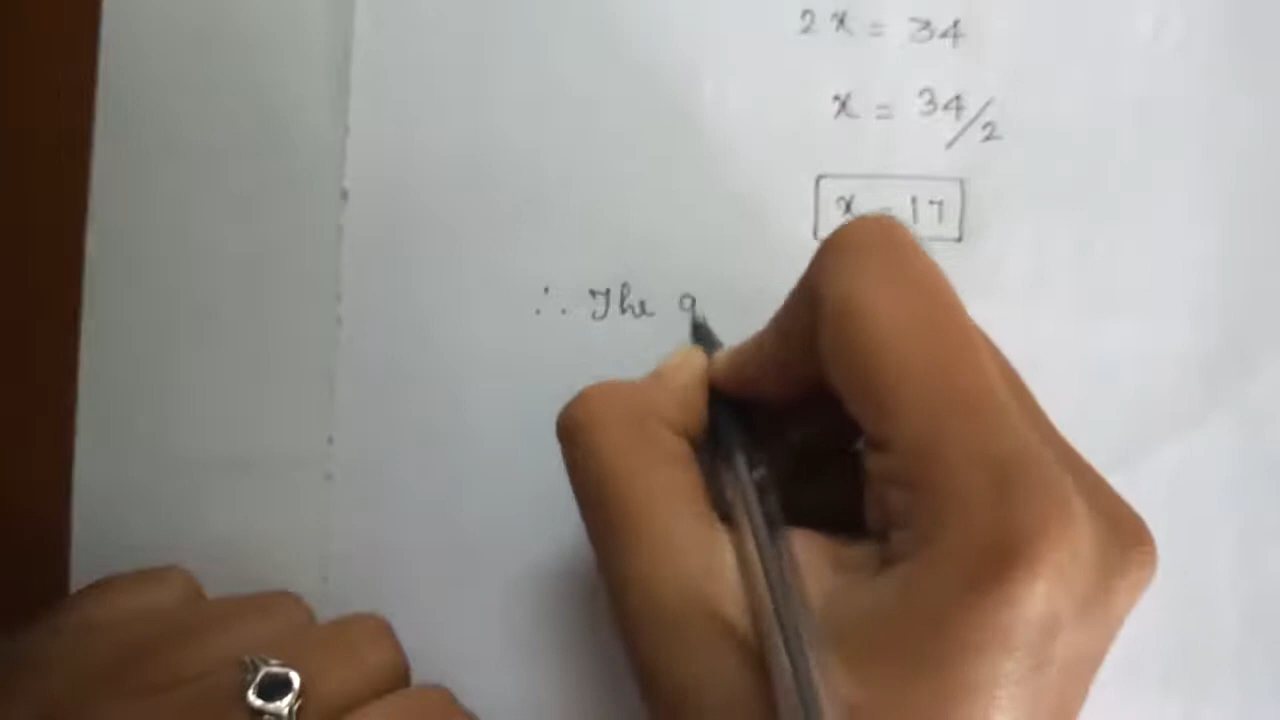 2x = 34
x = 34/2
x = 17
∴ The